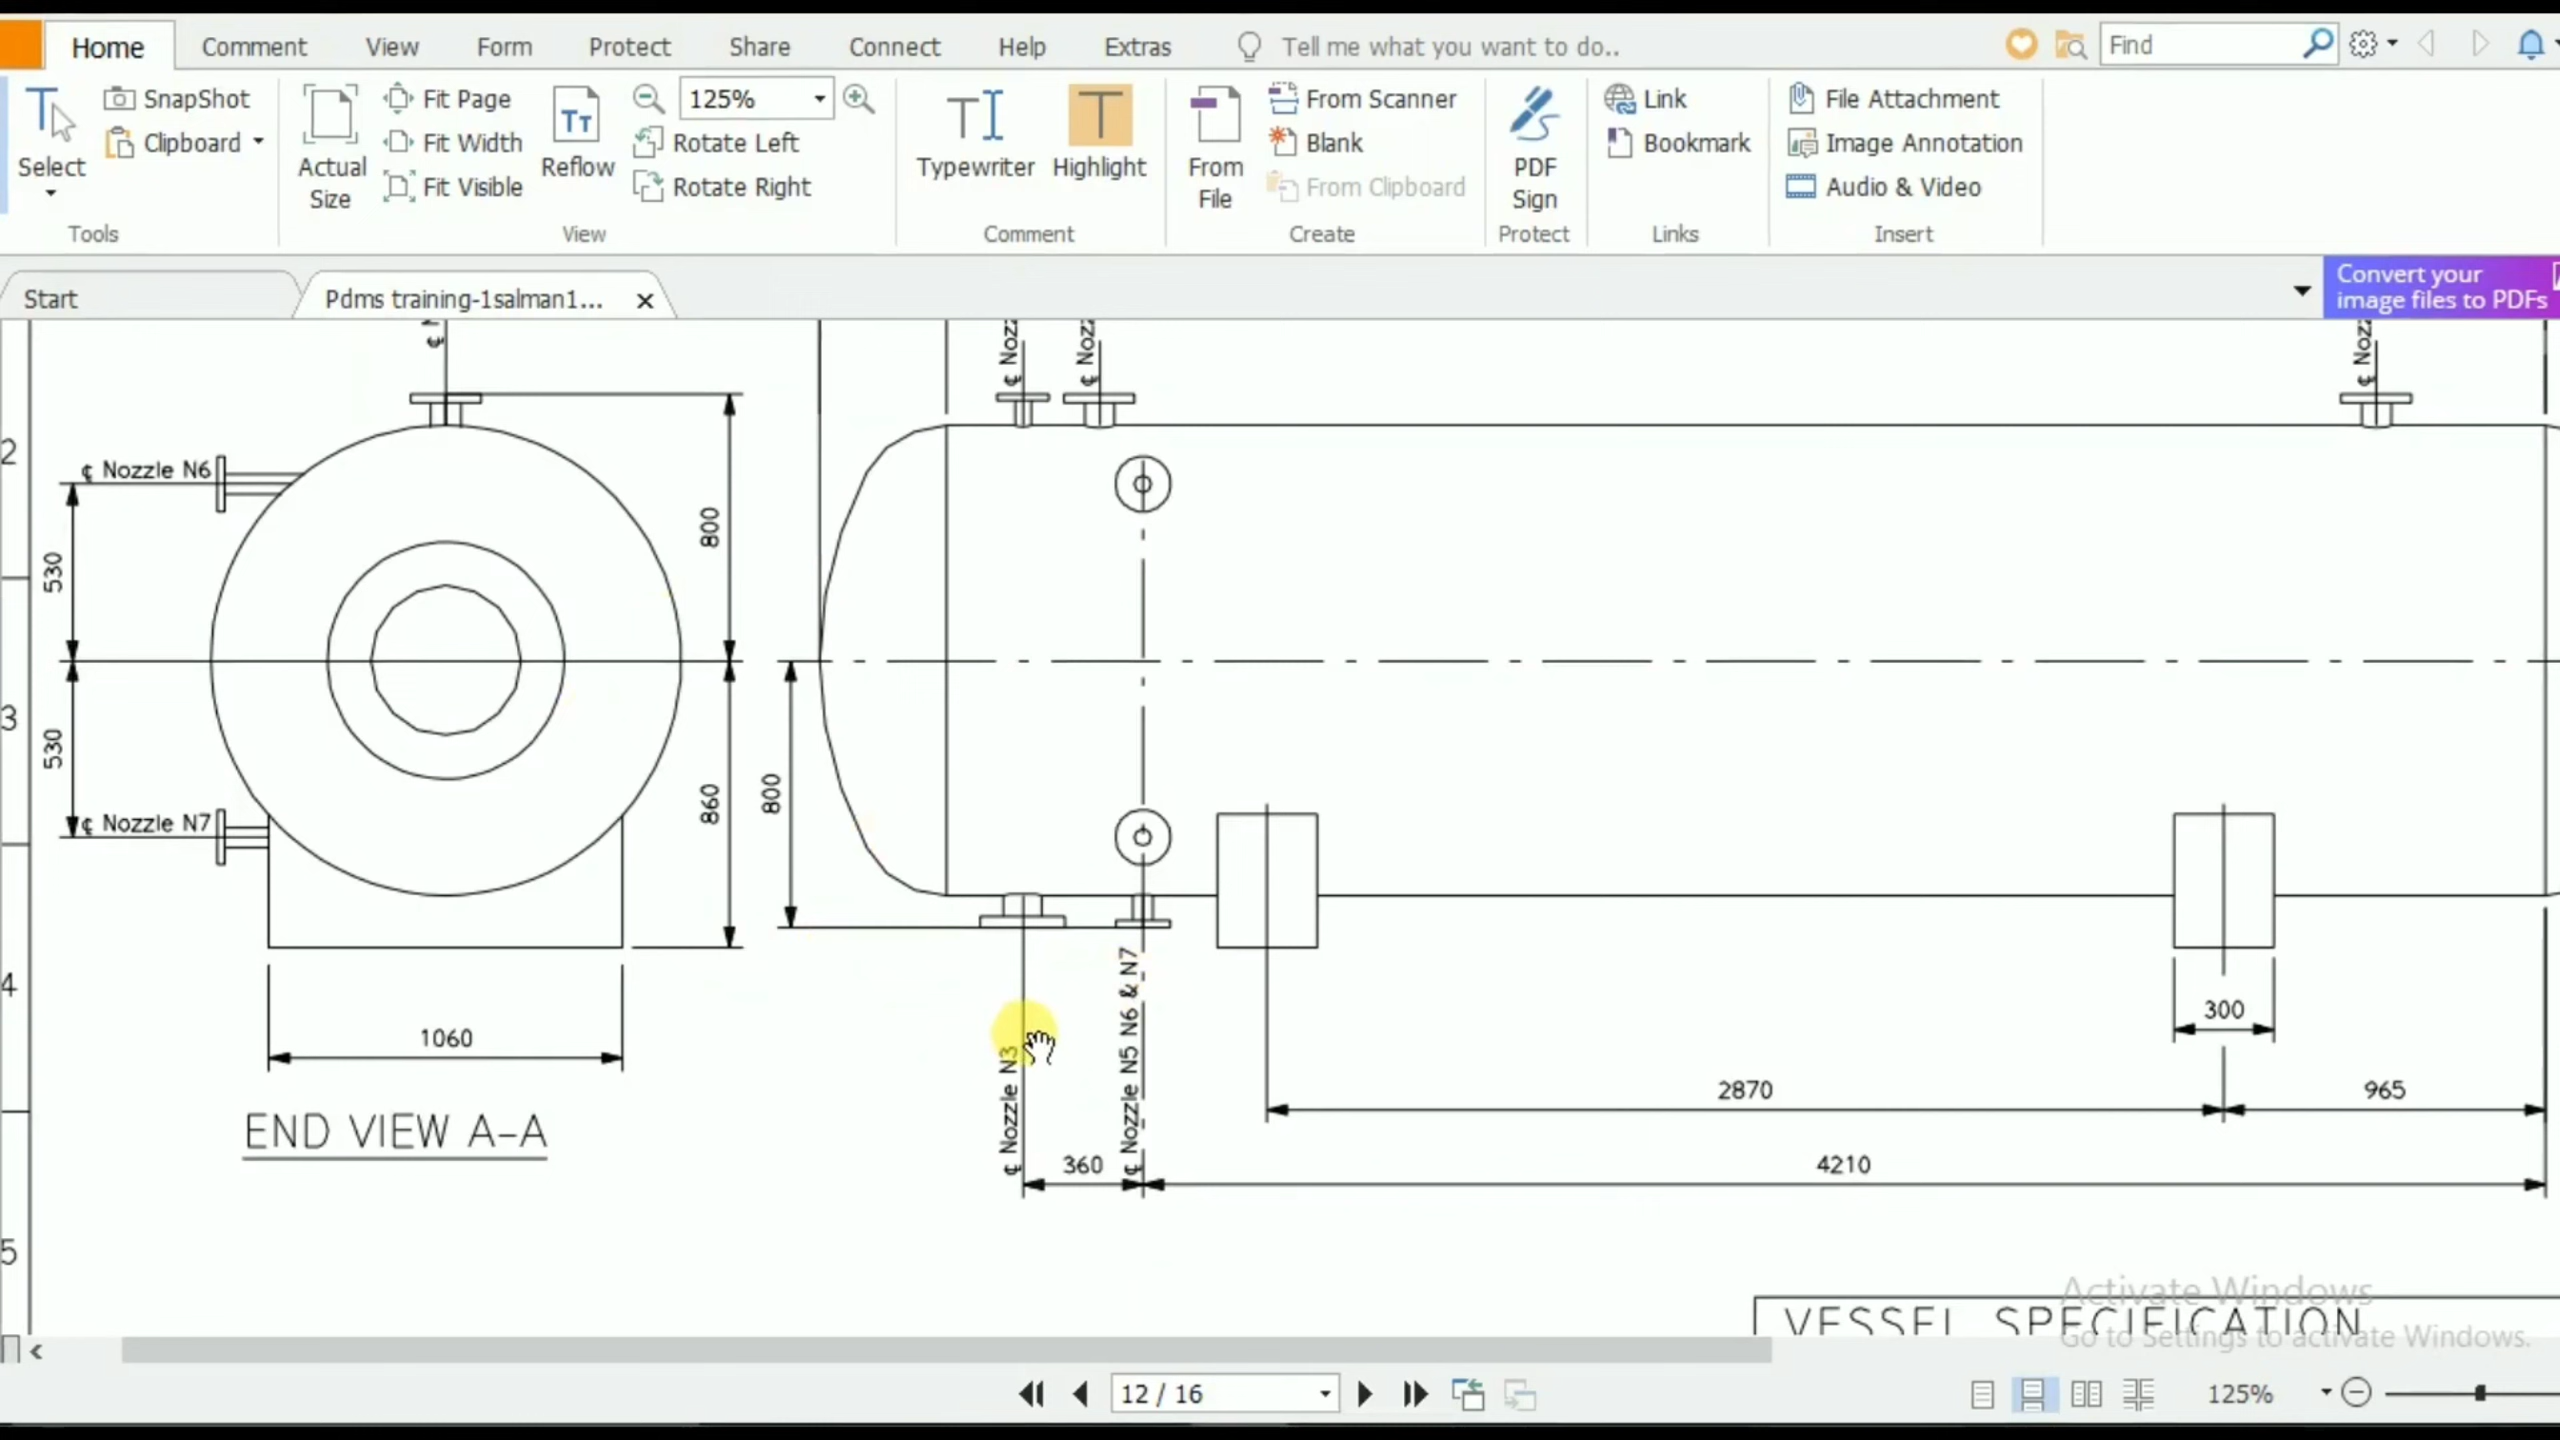 Home Comment View Form Protect Share Connect Help Extras Tell me what you want to do.. Find
SnapShot Fit Page 125% From Scanner Link File Attachment
Clipboard Fit Width Rotate Left Blank Bookmark Image Annotation
Select Actual Size Reflow Typewriter Highlight From File PDF Sign
Fit Visible Rotate Right From Clipboard Audio & Video
Tools View Comment Create Protect Links Insert
Start Pdms training-1salman1...
Convert your
image files to PDFs
2
3
4
5
℄ Nozzle N6
℄ Nozzle N7
530
530
800
860
800
1060
END VIEW A-A
℄ Nozzle N3
℄ Nozzle N5 N6 & N7
300
2870
965
360
4210
VESSEL SPECIFICATION
Activate Windows
Go to Settings to activate Windows.
12 / 16
125%